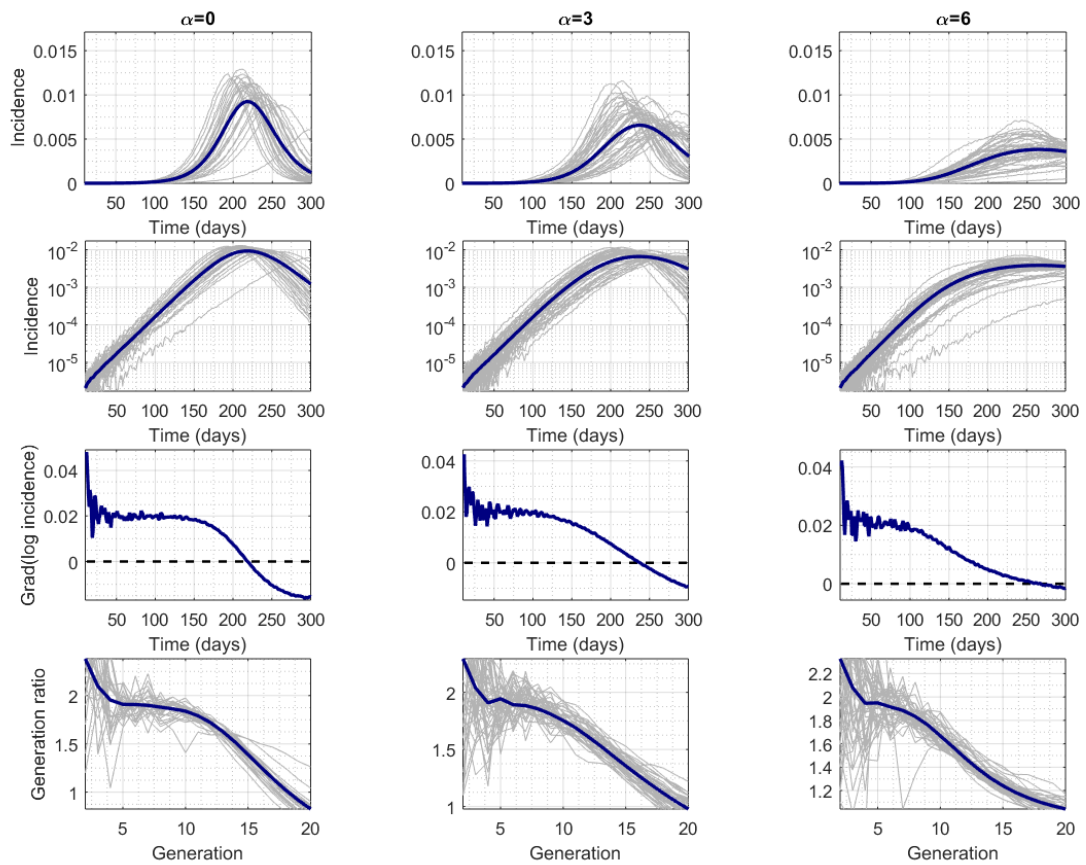 α=0 α=3 α=6
Incidence
0.015
0.01
0.005
0
50 100 150 200 250 300
Time (days)
0.015
0.01
0.005
0
50 100 150 200 250 300
Time (days)
0.015
0.01
0.005
0
50 100 150 200 250 300
Time (days)
Incidence
10-2
10-3
10-4
10-5
50 100 150 200 250 300
Time (days)
10-2
10-3
10-4
10-5
50 100 150 200 250 300
Time (days)
10-2
10-3
10-4
10-5
50 100 150 200 250 300
Time (days)
Grad(log incidence)
0.04
0.02
0
50 100 150 200 250 300
Time (days)
0.04
0.02
0
50 100 150 200 250 300
Time (days)
0.04
0.02
0
50 100 150 200 250 300
Time (days)
Generation ratio
2
1.5
1
5 10 15 20
Generation
2
1.5
1
5 10 15 20
Generation
2.2
2
1.8
1.6
1.4
1.2
5 10 15 20
Generation